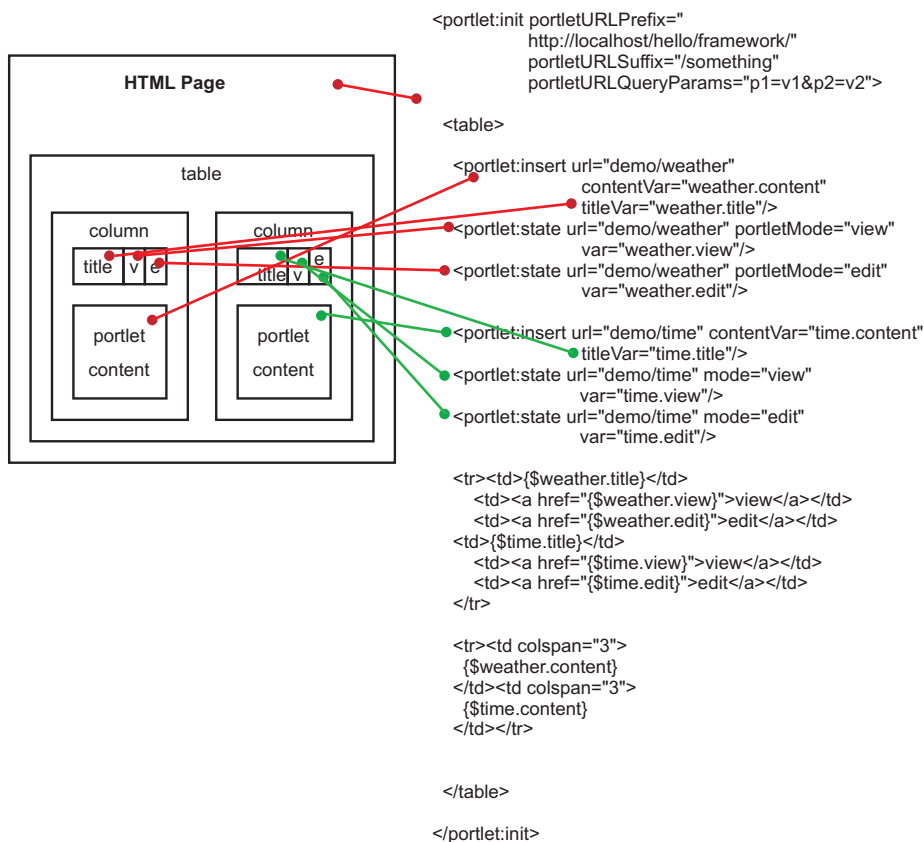 HTML Page
table
column
title v e
portlet
content
column
title v e
portlet
content
<portlet:init portletURLPrefix="
http://localhost/hello/framework/"
portletURLSuffix="/something"
portletURLQueryParams="p1=v1&p2=v2">
<table>
<portlet:insert url="demo/weather"
contentVar="weather.content"
titleVar="weather.title"/>
<portlet:state url="demo/weather" portletMode="view"
var="weather.view"/>
<portlet:state url="demo/weather" portletMode="edit"
var="weather.edit"/>
<portlet:insert url="demo/time" contentVar="time.content"
titleVar="time.title"/>
<portlet:state url="demo/time" mode="view"
var="time.view"/>
<portlet:state url="demo/time" mode="edit"
var="time.edit"/>
<tr><td>{$weather.title}</td>
<td><a href="{$weather.view}">view</a></td>
<td><a href="{$weather.edit}">edit</a></td>
<td>{$time.title}</td>
<td><a href="{$time.view}">view</a></td>
<td><a href="{$time.edit}">edit</a></td>
</tr>
<tr><td colspan="3">
{$weather.content}
</td><td colspan="3">
{$time.content}
</td></tr>
</table>
</portlet:init>